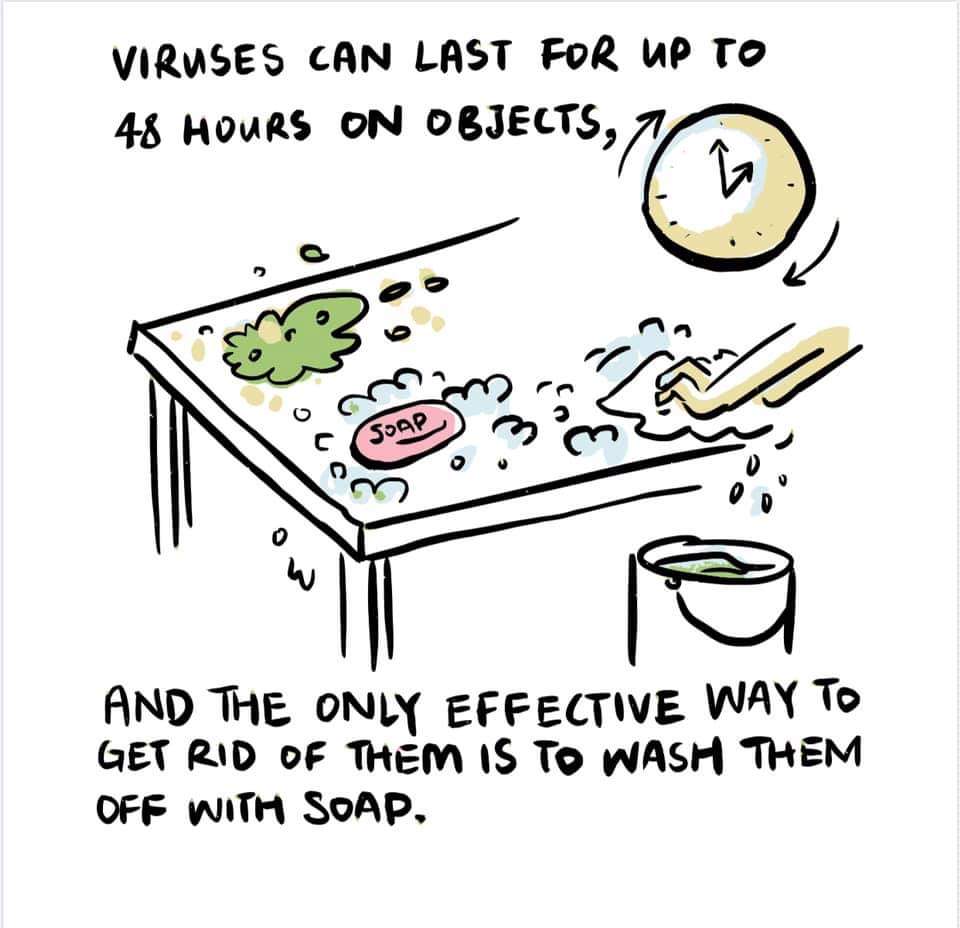 VIRUSES CAN LAST FOR UP TO
48 HOURS ON OBJECTS,
SOAP
AND THE ONLY EFFECTIVE WAY TO
GET RID OF THEM IS TO WASH THEM
OFF WITH SOAP.